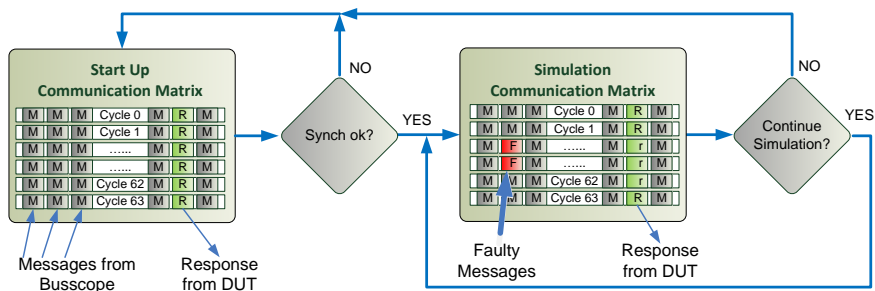 Start Up
Communication Matrix
M M M Cycle 0 M R M
M M M Cycle 1 M R M
M M M ...... M R M
M M M ...... M R M
M M M Cycle 62 M R M
M M M Cycle 63 M R M
Messages from
Busscope
Response
from DUT
Synch ok?
NO
YES
Simulation
Communication Matrix
M M M Cycle 0 M R M
M M M Cycle 1 M R M
M F M ...... M r M
M F M ...... M r M
M M M Cycle 62 M r M
M M M Cycle 63 M R M
Faulty
Messages
Response
from DUT
Continue
Simulation?
NO
YES